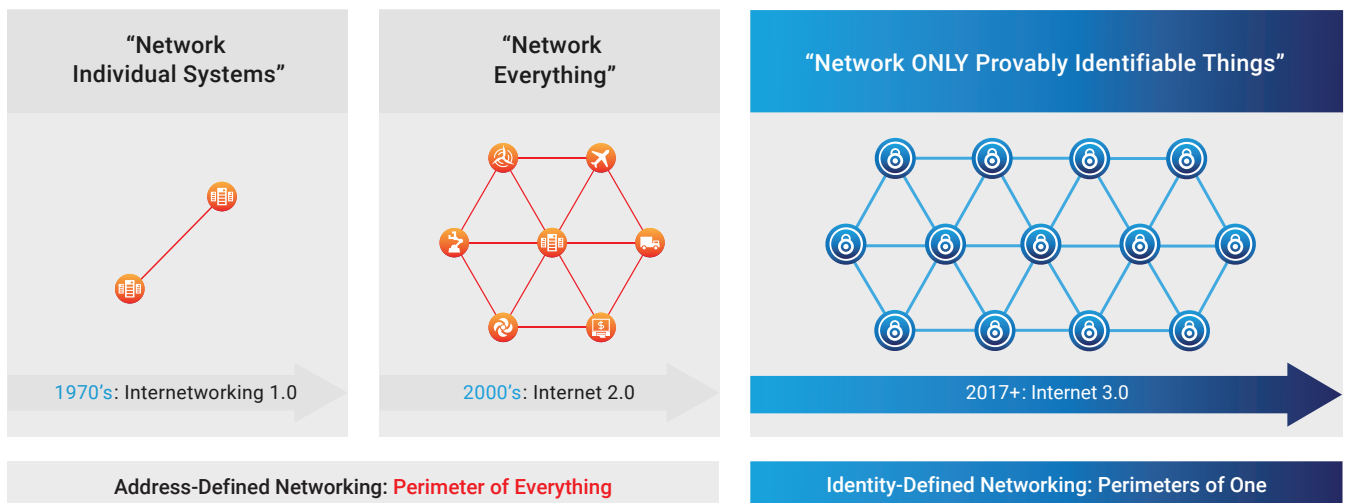 “Network
Individual Systems”
“Network
Everything”
“Network ONLY Provably Identifiable Things”
$
1970’s: Internetworking 1.0
2000’s: Internet 2.0
2017+: Internet 3.0
Address-Defined Networking: Perimeter of Everything
Identity-Defined Networking: Perimeters of One